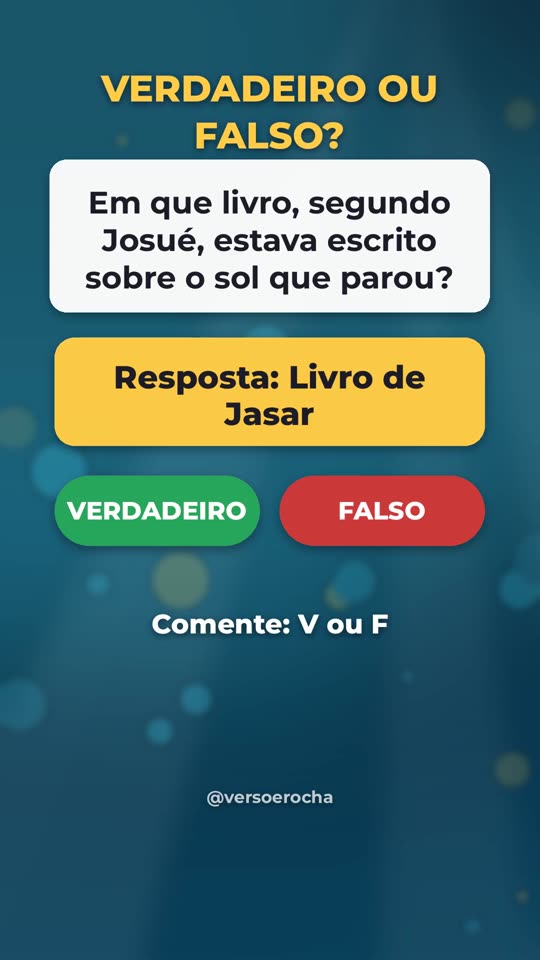 VERDADEIRO OU
FALSO?
Em que livro, segundo
Josué, estava escrito
sobre o sol que parou?
Resposta: Livro de
Jasar
VERDADEIRO
FALSO
Comente: V ou F
@versoerocha